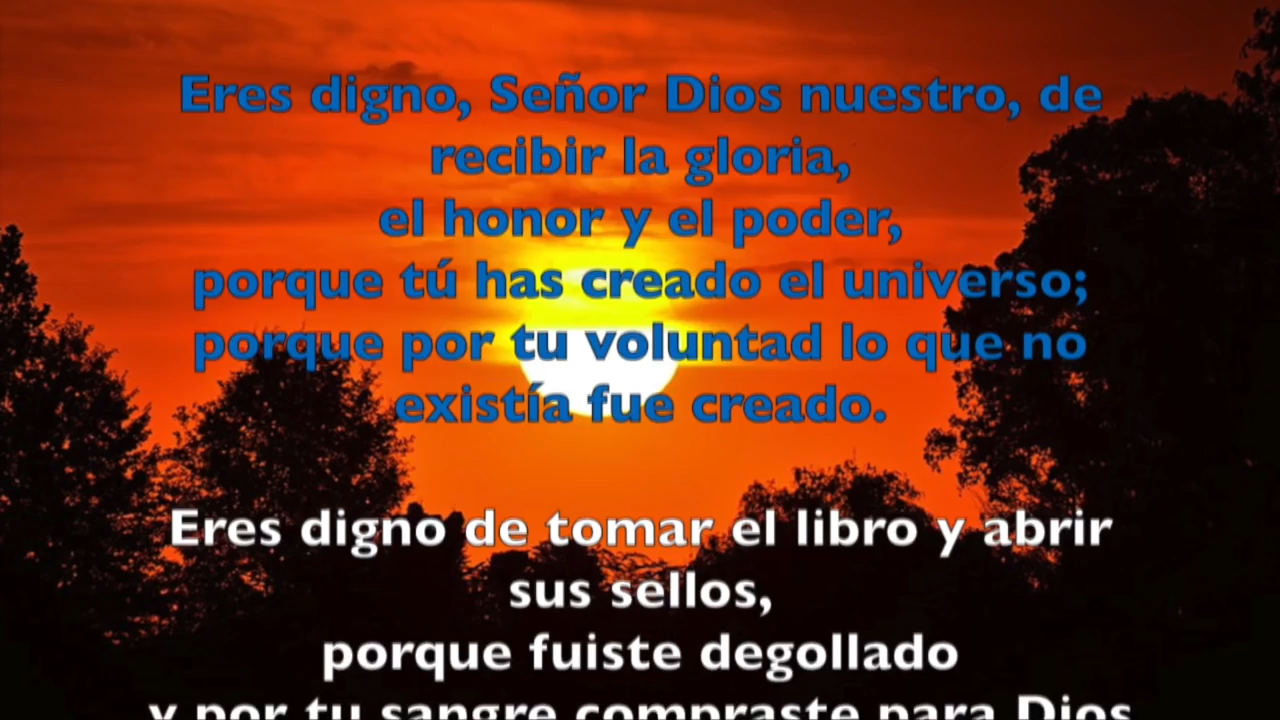 Eres digno, Señor Dios nuestro, de
recibir la gloria,
el honor y el poder,
porque tú has creado el universo;
porque por tu voluntad lo que no
existía fue creado.
Eres digno de tomar el libro y abrir
sus sellos,
porque fuiste degollado
y por tu sangre compraste para Dios